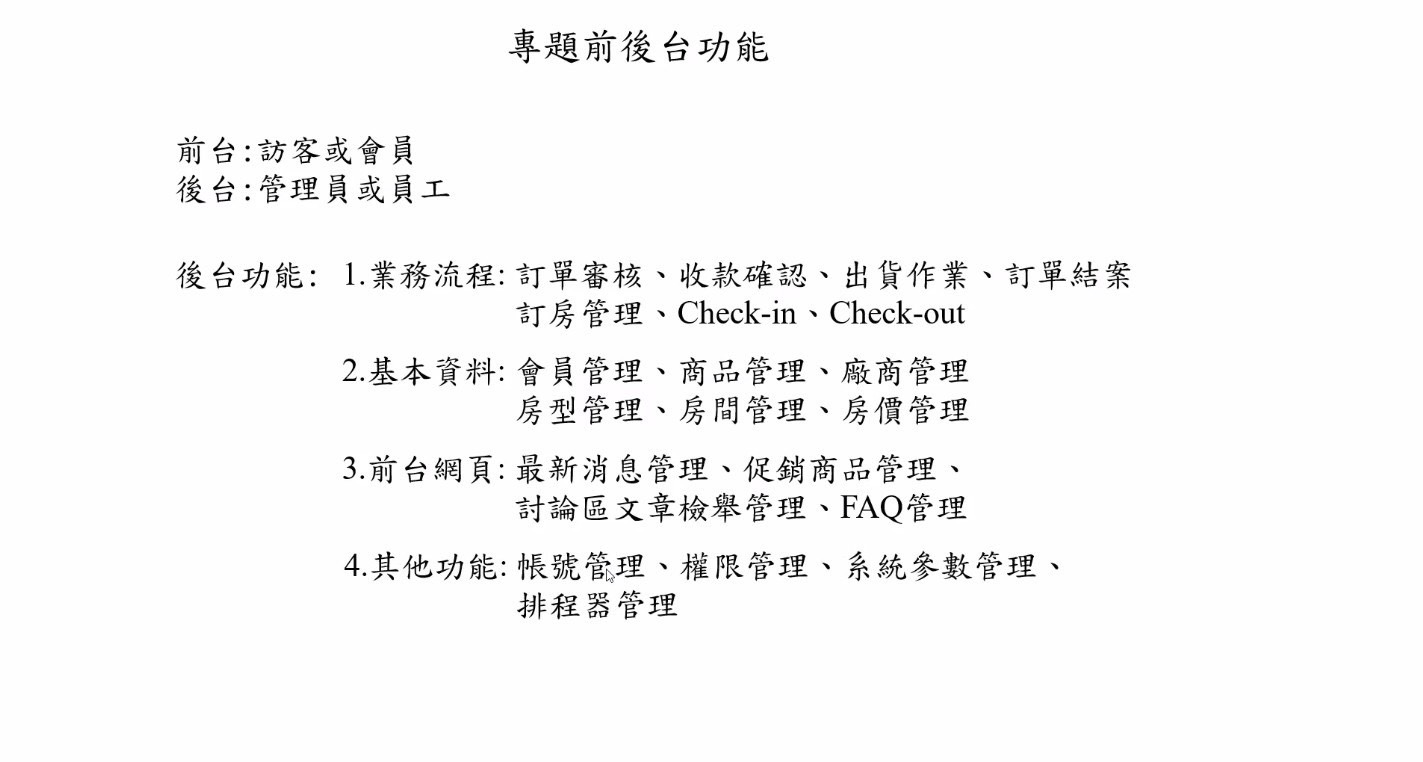 專題前後台功能
前台:訪客或會員
後台:管理員或員工
後台功能: 1.業務流程: 訂單審核、收款確認、出貨作業、訂單結案
訂房管理、Check-in、Check-out
2.基本資料: 會員管理、商品管理、廠商管理
房型管理、房間管理、房價管理
3.前台網頁: 最新消息管理、促銷商品管理、
討論區文章檢舉管理、FAQ管理
4.其他功能: 帳號管理、權限管理、系統參數管理、
排程器管理